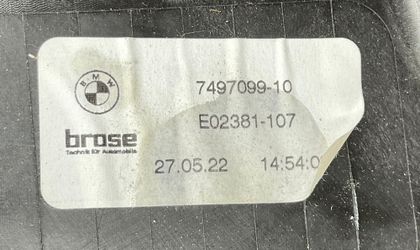 BMW
7497099-10
E02381-107
brose
Technik für Automobile
27.05.22 14:54:0